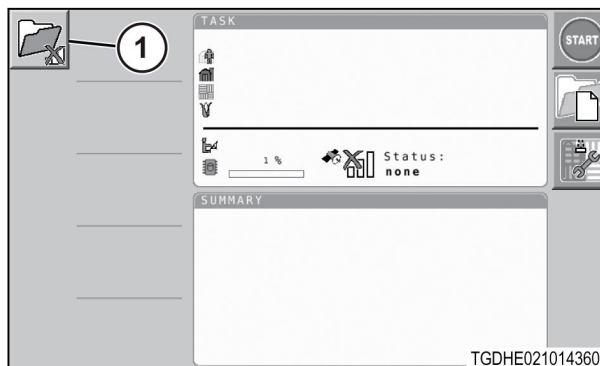 1
TASK
START
1 %
Status:
none
SUMMARY
TGDHE021014360